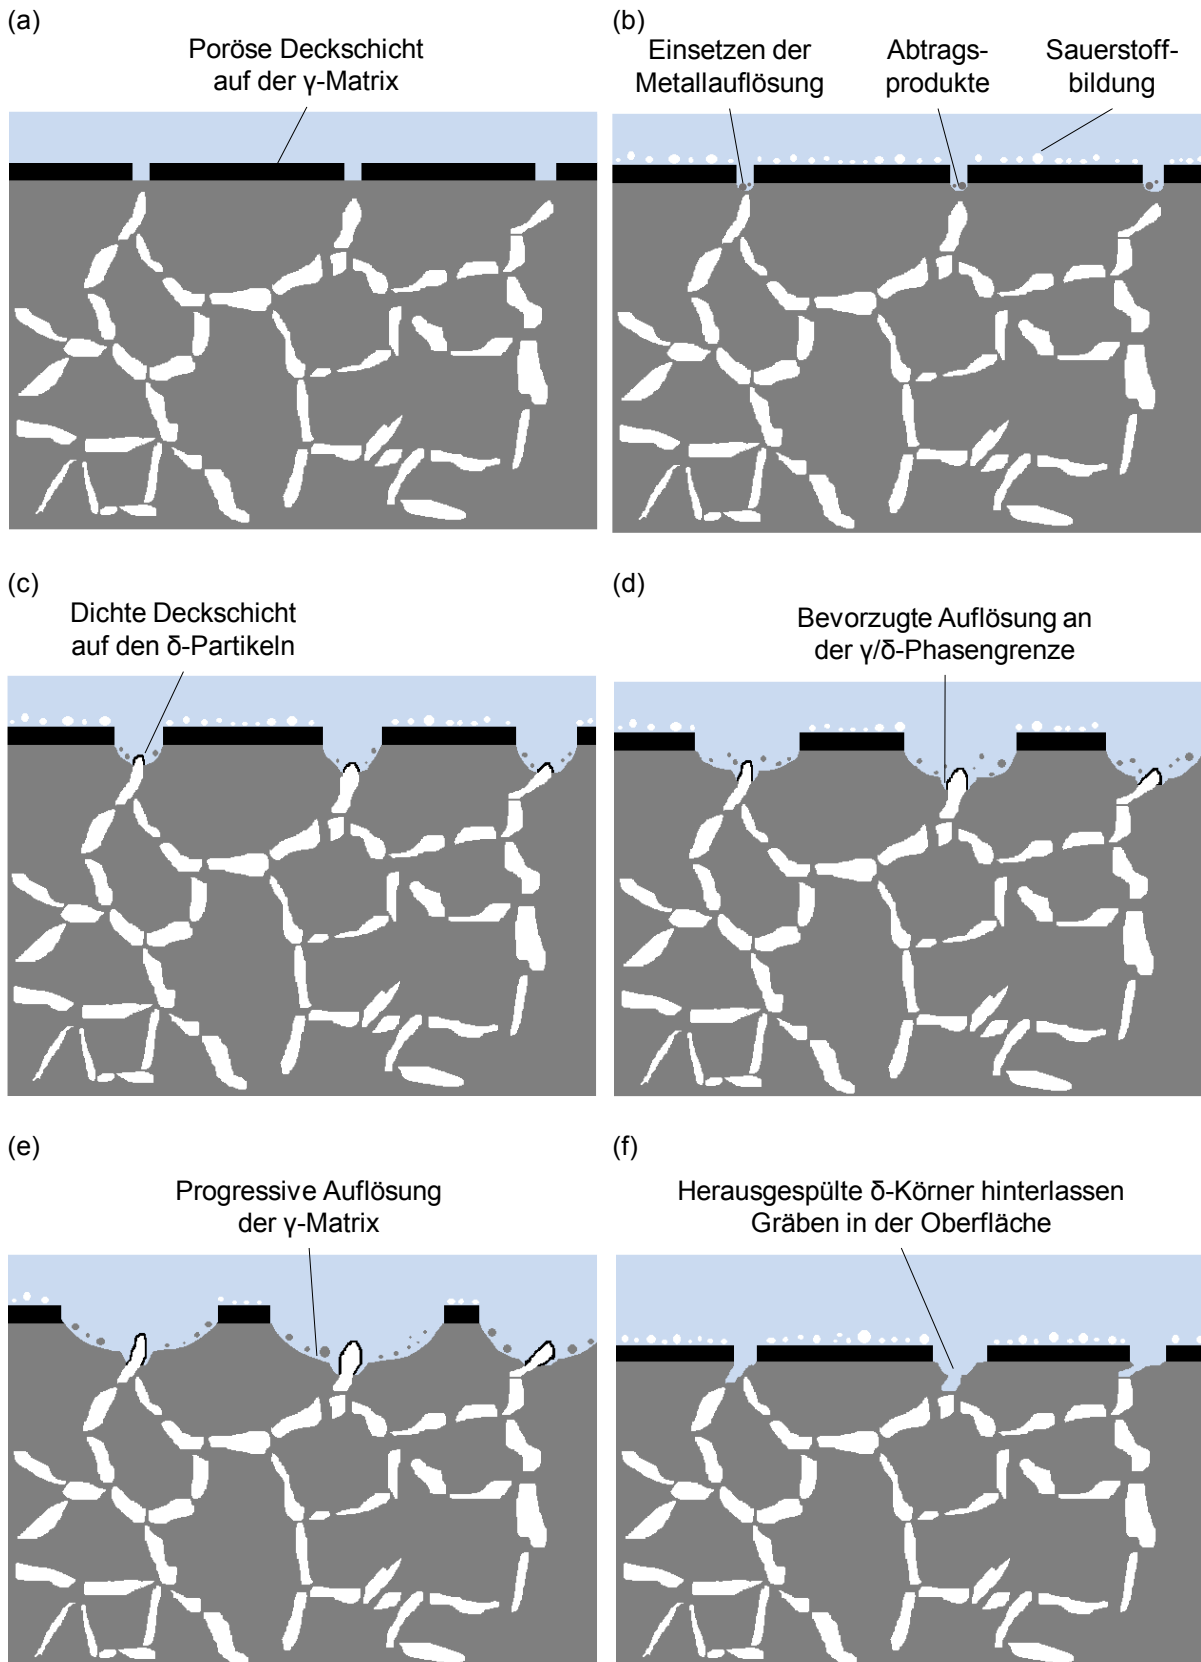 (a)
Poröse Deckschicht
auf der γ-Matrix
(b)
Einsetzen der
Metallauflösung
Abtrags-
produkte
Sauerstoff-
bildung
(c)
Dichte Deckschicht
auf den δ-Partikeln
(d)
Bevorzugte Auflösung an
der γ/δ-Phasengrenze
(e)
Progressive Auflösung
der γ-Matrix
(f)
Herausgespülte δ-Körner hinterlassen
Gräben in der Oberfläche